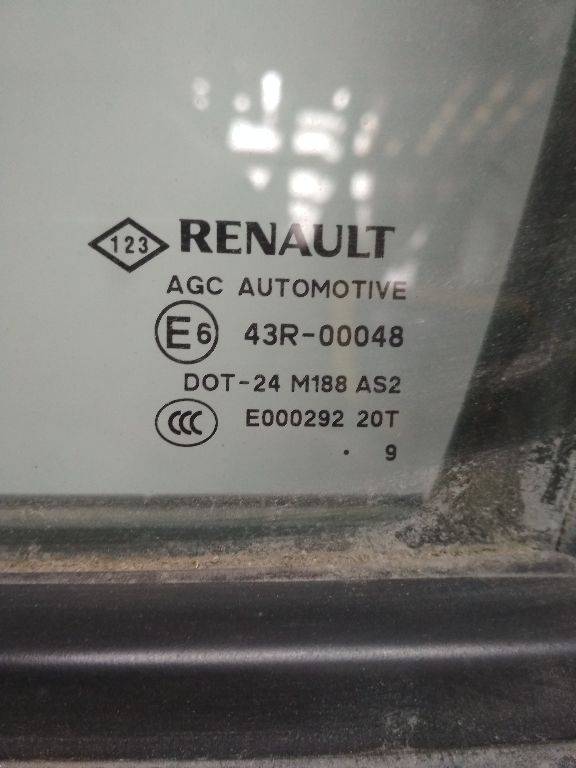 123 RENAULT
AGC AUTOMOTIVE
E6 43R-00048
DOT-24 M188 AS2
CCC E000292 20T
. 9